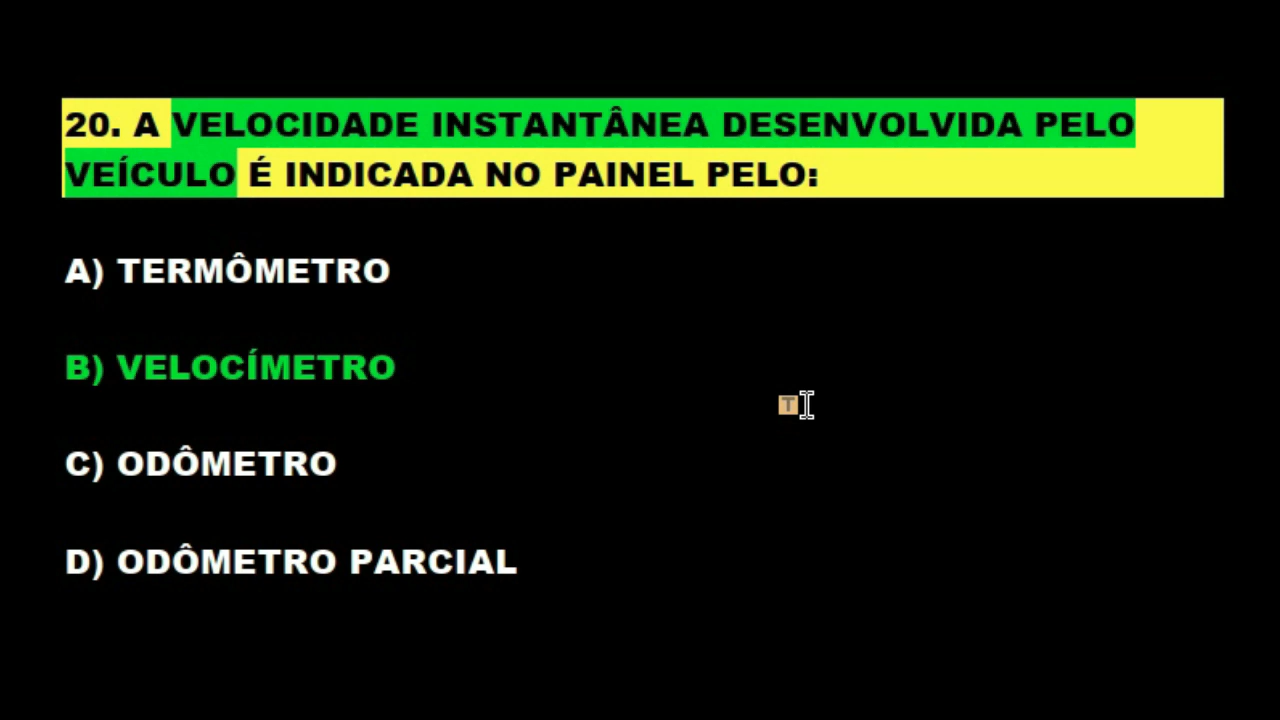 20. A VELOCIDADE INSTANTÂNEA DESENVOLVIDA PELO
VEÍCULO É INDICADA NO PAINEL PELO:
A) TERMÔMETRO
B) VELOCÍMETRO
T
C) ODÔMETRO
D) ODÔMETRO PARCIAL